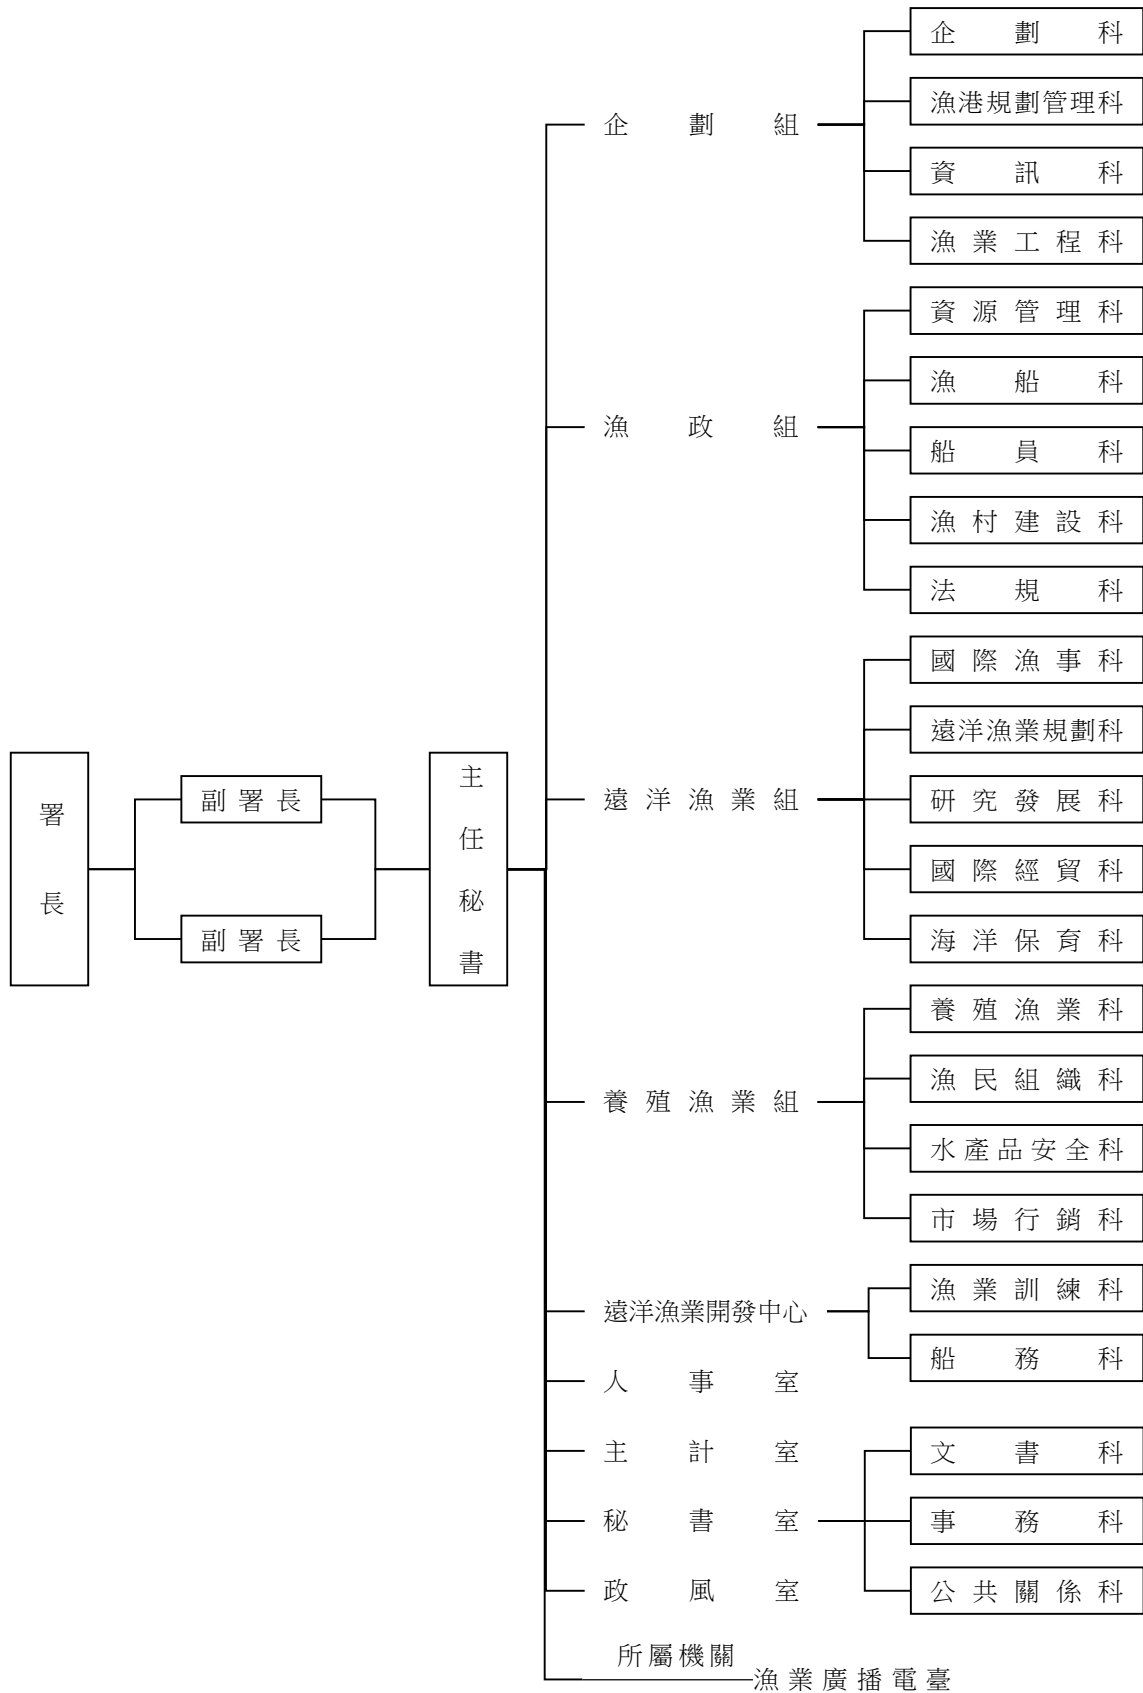 署長
副署長
副署長
主任秘書
企劃組
企劃科
漁港規劃管理科
資訊科
漁業工程科
漁政組
資源管理科
漁船科
船員科
漁村建設科
法規科
遠洋漁業組
國際漁事科
遠洋漁業規劃科
研究發展科
國際經貿科
海洋保育科
養殖漁業組
養殖漁業科
漁民組織科
水產品安全科
市場行銷科
遠洋漁業開發中心
漁業訓練科
船務科
人事室
主計室
秘書室
文書科
事務科
公共關係科
政風室
所屬機關
漁業廣播電臺